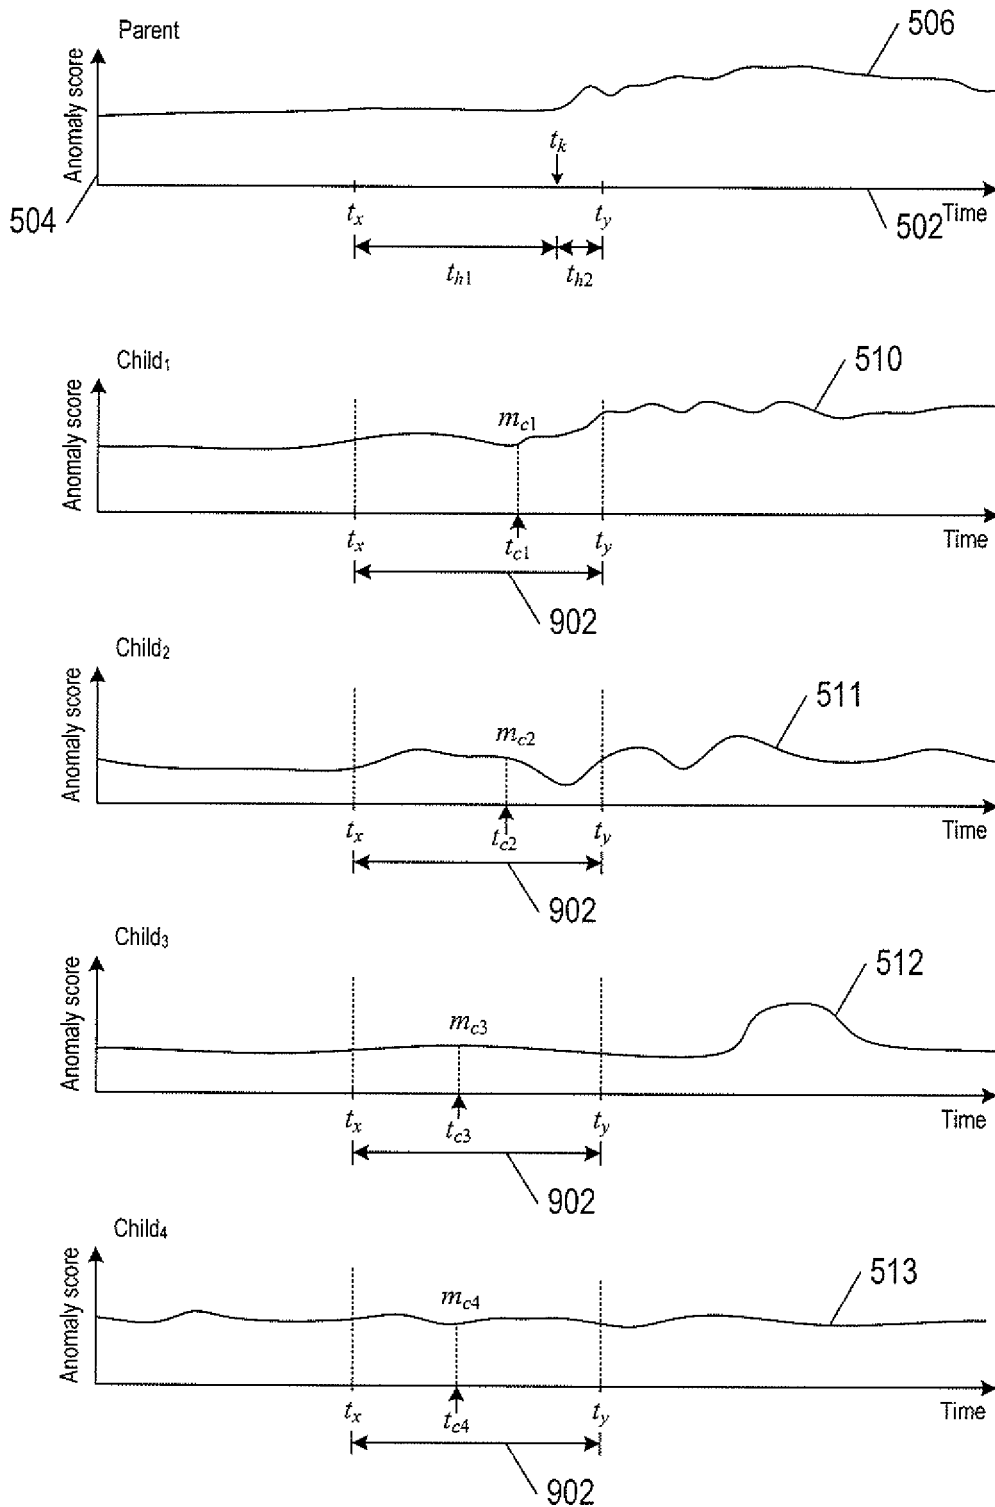 Parent
506
Anomaly score
t_k
504
t_x
t_y
502
Time
t_h1
t_h2
Child1
510
Anomaly score
m_c1
t_x
t_c1
t_y
Time
902
Child2
511
Anomaly score
m_c2
t_x
t_c2
t_y
Time
902
Child3
512
Anomaly score
m_c3
t_x
t_c3
t_y
Time
902
Child4
513
Anomaly score
m_c4
t_x
t_c4
t_y
Time
902